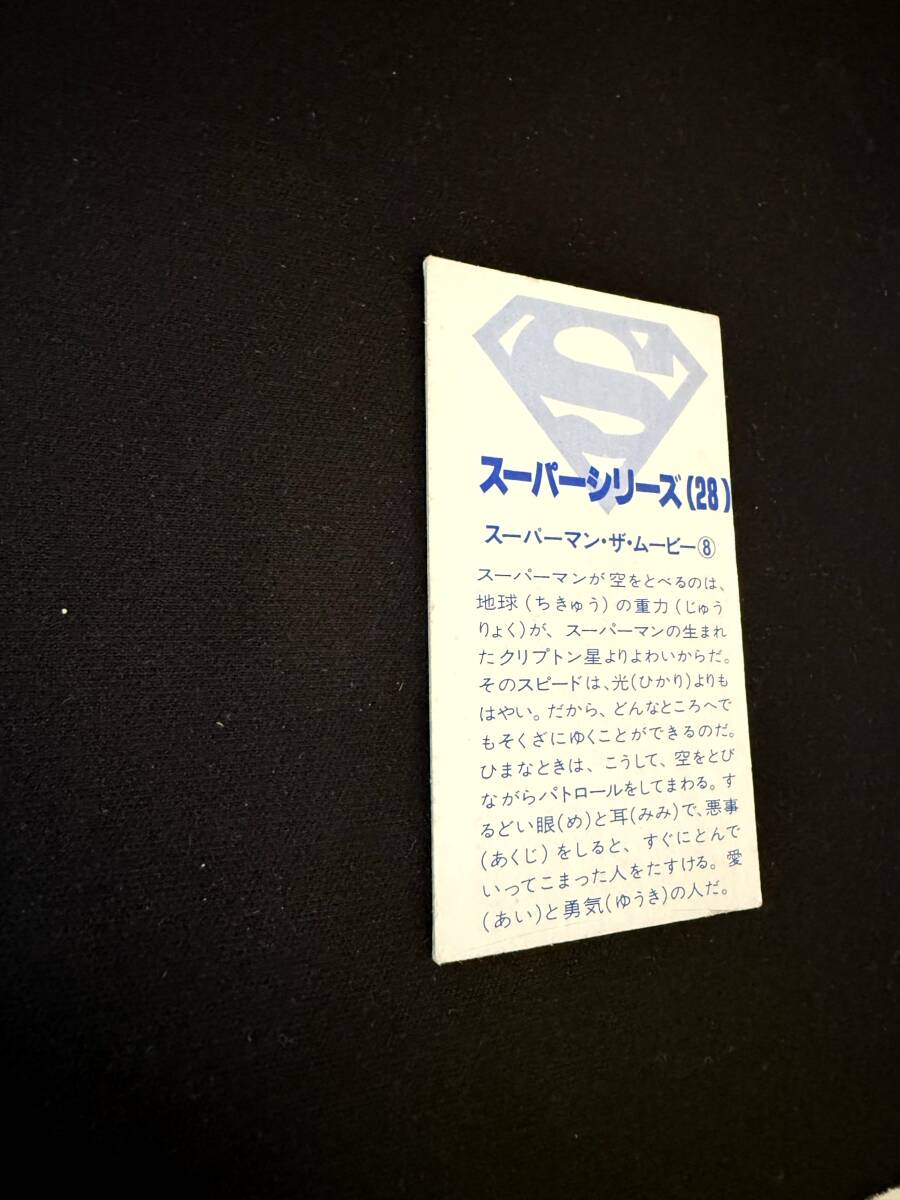 スーパーシリーズ(28)
スーパーマン・ザ・ムービー⑧
スーパーマンが空をとべるのは、
地球(ちきゅう)の重力(じゅう
りょく)が、スーパーマンの生まれ
たクリプトン星よりよわいからだ。
そのスピードは、光(ひかり)よりも
はやい。だから、どんなところへで
もそくざにゆくことができるのだ。
ひまなときは、こうして、空をとび
ながらパトロールをしてまわる。す
るどい眼(め)と耳(みみ)で、悪事
(あくじ)をしると、すぐにとんで
いってこまった人をたすける。愛
(あい)と勇気(ゆうき)の人だ。